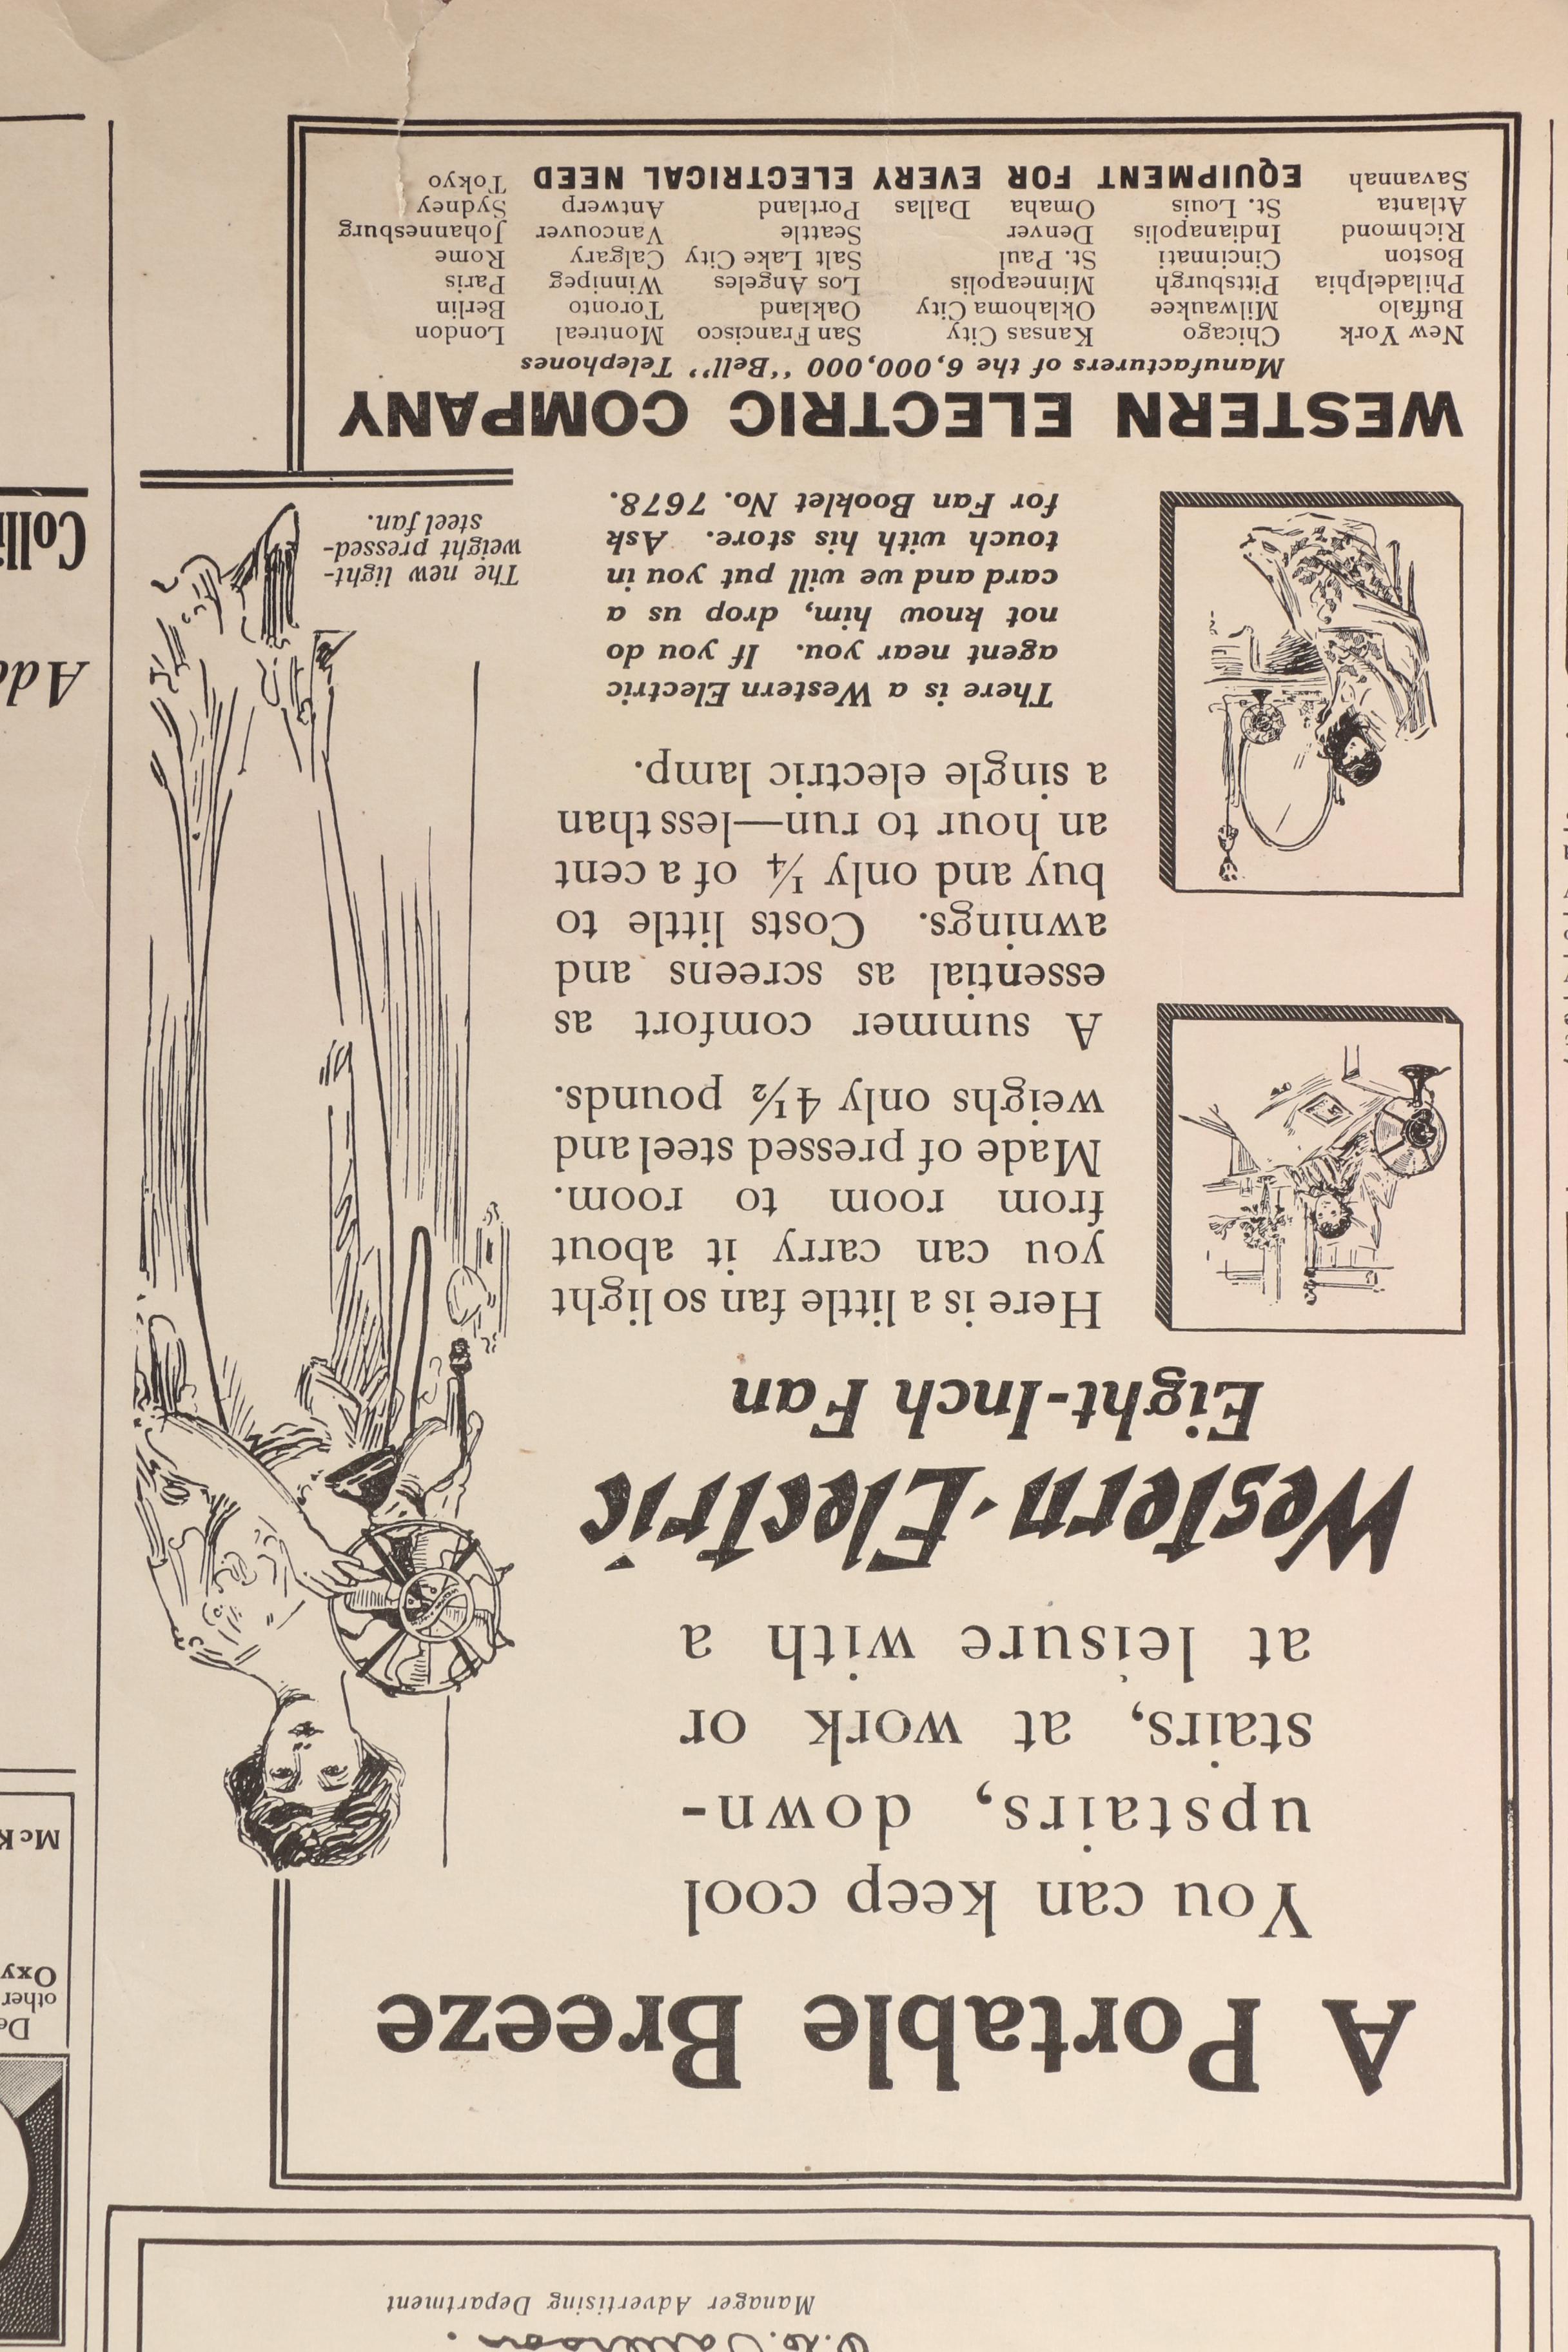 Manager Advertising Department
A Portable Breeze
You can keep cool
upstairs, down-
stairs, at work or
at leisure with a
Western·Electric
Eight-Inch Fan
Here is a little fan so light
you can carry it about
from room to room.
Made of pressed steel and
weighs only 4½ pounds.
A summer comfort as
essential as screens and
awnings. Costs little to
buy and only ¼ of a cent
an hour to run—less than
a single electric lamp.
There is a Western Electric
agent near you. If you do
not know him, drop us a
card and we will put you in
touch with his store. Ask
for Fan Booklet No. 7678.
The new light-
weight pressed-
steel fan.
WESTERN ELECTRIC COMPANY
Manufacturers of the 6,000,000 "Bell" Telephones
New York Chicago Kansas City San Francisco Montreal London
Buffalo Milwaukee Oklahoma City Oakland Toronto Berlin
Philadelphia Pittsburgh Minneapolis Los Angeles Winnipeg Paris
Boston Cincinnati St. Paul Salt Lake City Calgary Rome
Richmond Indianapolis Denver Seattle Vancouver Johannesburg
Atlanta St. Louis Omaha Dallas Portland Antwerp Sydney
Savannah EQUIPMENT FOR EVERY ELECTRICAL NEED Tokyo
De
other
Oxy
McK
Add
Colli